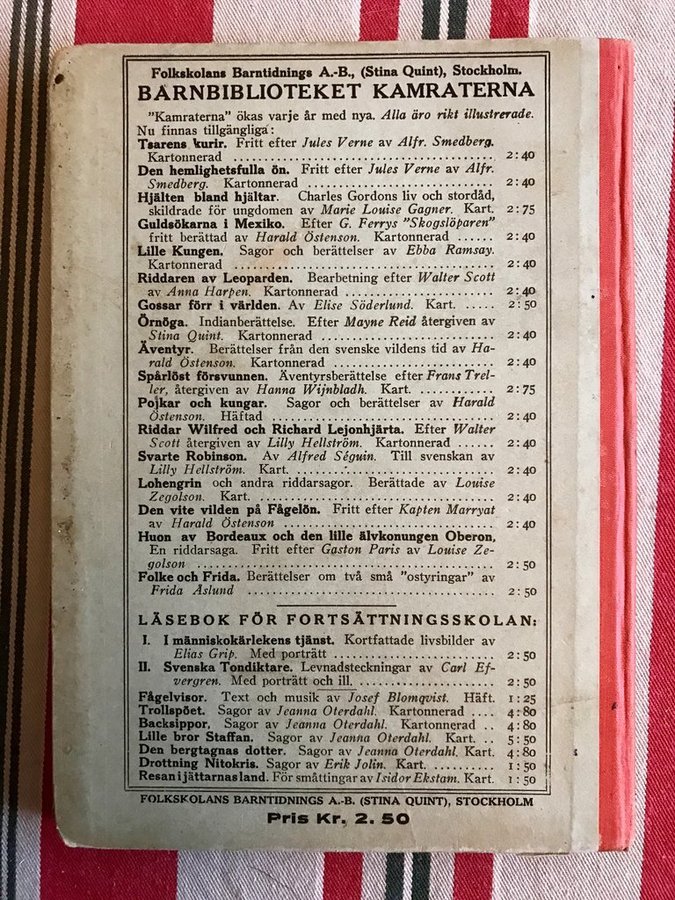 Folkskolans Barntidnings A.-B., (Stina Quint), Stockholm.
BARNBIBLIOTEKET KAMRATERNA
"Kamraterna" ökas varje år med nya. Alla äro rikt illustrerade.
Nu finnas tillgängliga:
Tsarens kurir. Fritt efter Jules Verne av Alfr. Smedberg.
Kartonnerad ........ 2:40
Den hemlighetsfulla ön. Fritt efter Jules Verne av Alfr.
Smedberg. Kartonnerad ........ 2:40
Hjälten bland hjältar. Charles Gordons liv och stordåd,
skildrade för ungdomen av Marie Louise Gagner. Kart. 2:75
Guldsökarna i Mexiko. Efter G. Ferrys "Skogslöparen"
fritt berättad av Harald Östenson. Kartonnerad ...... 2:40
Lille Kungen. Sagor och berättelser av Ebba Ramsay.
Kartonnerad ........ 2:40
Riddaren av Leoparden. Bearbetning efter Walter Scott
av Anna Harpen. Kartonnerad ........ 2:40
Gossar förr i världen. Av Elise Söderlund. Kart. ..... 2:50
Örnöga. Indianberättelse. Efter Mayne Reid återgiven av
Stina Quint. Kartonnerad ........ 2:40
Äventyr. Berättelser från den svenske vildens tid av Ha-
rald Östenson. Kartonnerad ........ 2:40
Spårlöst försvunnen. Äventyrsberättelse efter Frans Trel-
ler, återgiven av Hanna Wijnbladh. Kart. ........ 2:75
Pojkar och kungar. Sagor och berättelser av Harald
Östenson. Häftad ........ 2:40
Riddar Wilfred och Richard Lejonhjärta. Efter Walter
Scott återgiven av Lilly Hellström. Kartonnerad ...... 2:40
Svarte Robinson. Av Alfred Séguin. Till svenskan av
Lilly Hellström. Kart. ........ 2:40
Lohengrin och andra riddarsagor. Berättade av Louise
Zegolson. Kart. ........ 2:40
Den vite vilden på Fågelön. Fritt efter Kapten Marryat
av Harald Östenson ........ 2:40
Huon av Bordeaux och den lille älvkonungen Oberon,
En riddarsaga. Fritt efter Gaston Paris av Louise Ze-
golson ........ 2:50
Folke och Frida. Berättelser om två små "ostyringar" av
Frida Åslund ........ 2:50
LÄSEBOK FÖR FORTSÄTTNINGSSKOLAN:
I. I människokärlekens tjänst. Kortfattade livsbilder av
Elias Grip. Med porträtt ........ 2:50
II. Svenska Tondiktare. Levnadsteckningar av Carl Ef-
vergren. Med porträtt och ill. ........ 2:50
Fågelvisor. Text och musik av Josef Blomqvist. Häft. 1:25
Trollspöet. Sagor av Jeanna Oterdahl. Kartonnerad .... 4:80
Backsippor, Sagor av Jeanna Oterdahl. Kartonnerad .. 4:80
Lille bror Staffan. Sagor av Jeanna Oterdahl. Kart. .. 5:50
Den bergtagnas dotter. Sagor av Jeanna Oterdahl. Kart. 4:80
Drottning Nitokris. Sagor av Erik Jolin. Kart. .......... 1:50
Resan i jättarnas land. För småttingar av Isidor Ekstam. Kart. 1:50
FOLKSKOLANS BARNTIDNINGS A.-B. (STINA QUINT), STOCKHOLM
Pris Kr. 2.50